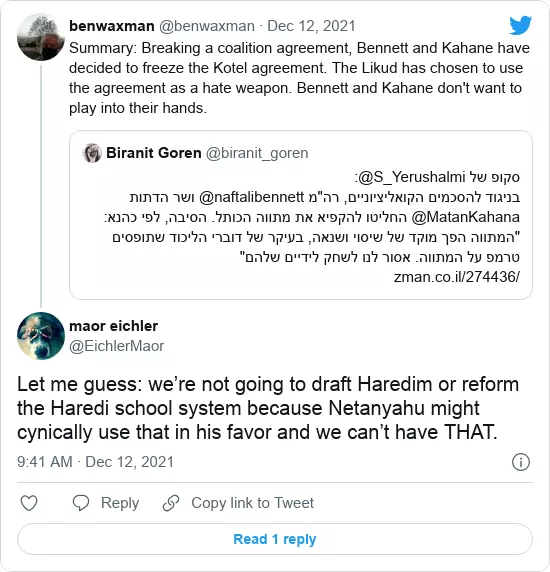 benwaxman @benwaxman · Dec 12, 2021
Summary: Breaking a coalition agreement, Bennett and Kahane have
decided to freeze the Kotel agreement. The Likud has chosen to use
the agreement as a hate weapon. Bennett and Kahane don't want to
play into their hands.
Biranit Goren @biranit_goren
סקופ של S_Yerushalmi@:
בניגוד להסכמים הקואליציוניים, רה"מ naftalibennett@ ושר הדתות
MatanKahana@ החליטו להקפיא את מתווה הכותל. הסיבה, לפי כהנא:
"המתווה הפך מוקד של שיסוי ושנאה, בעיקר של דוברי הליכוד שתופסים
טרמפ על המתווה. אסור לנו לשחק לידיים שלהם"
zman.co.il/274436/
maor eichler
@EichlerMaor
Let me guess: we're not going to draft Haredim or reform
the Haredi school system because Netanyahu might
cynically use that in his favor and we can't have THAT.
9:41 AM · Dec 12, 2021
Reply Copy link to Tweet
Read 1 reply